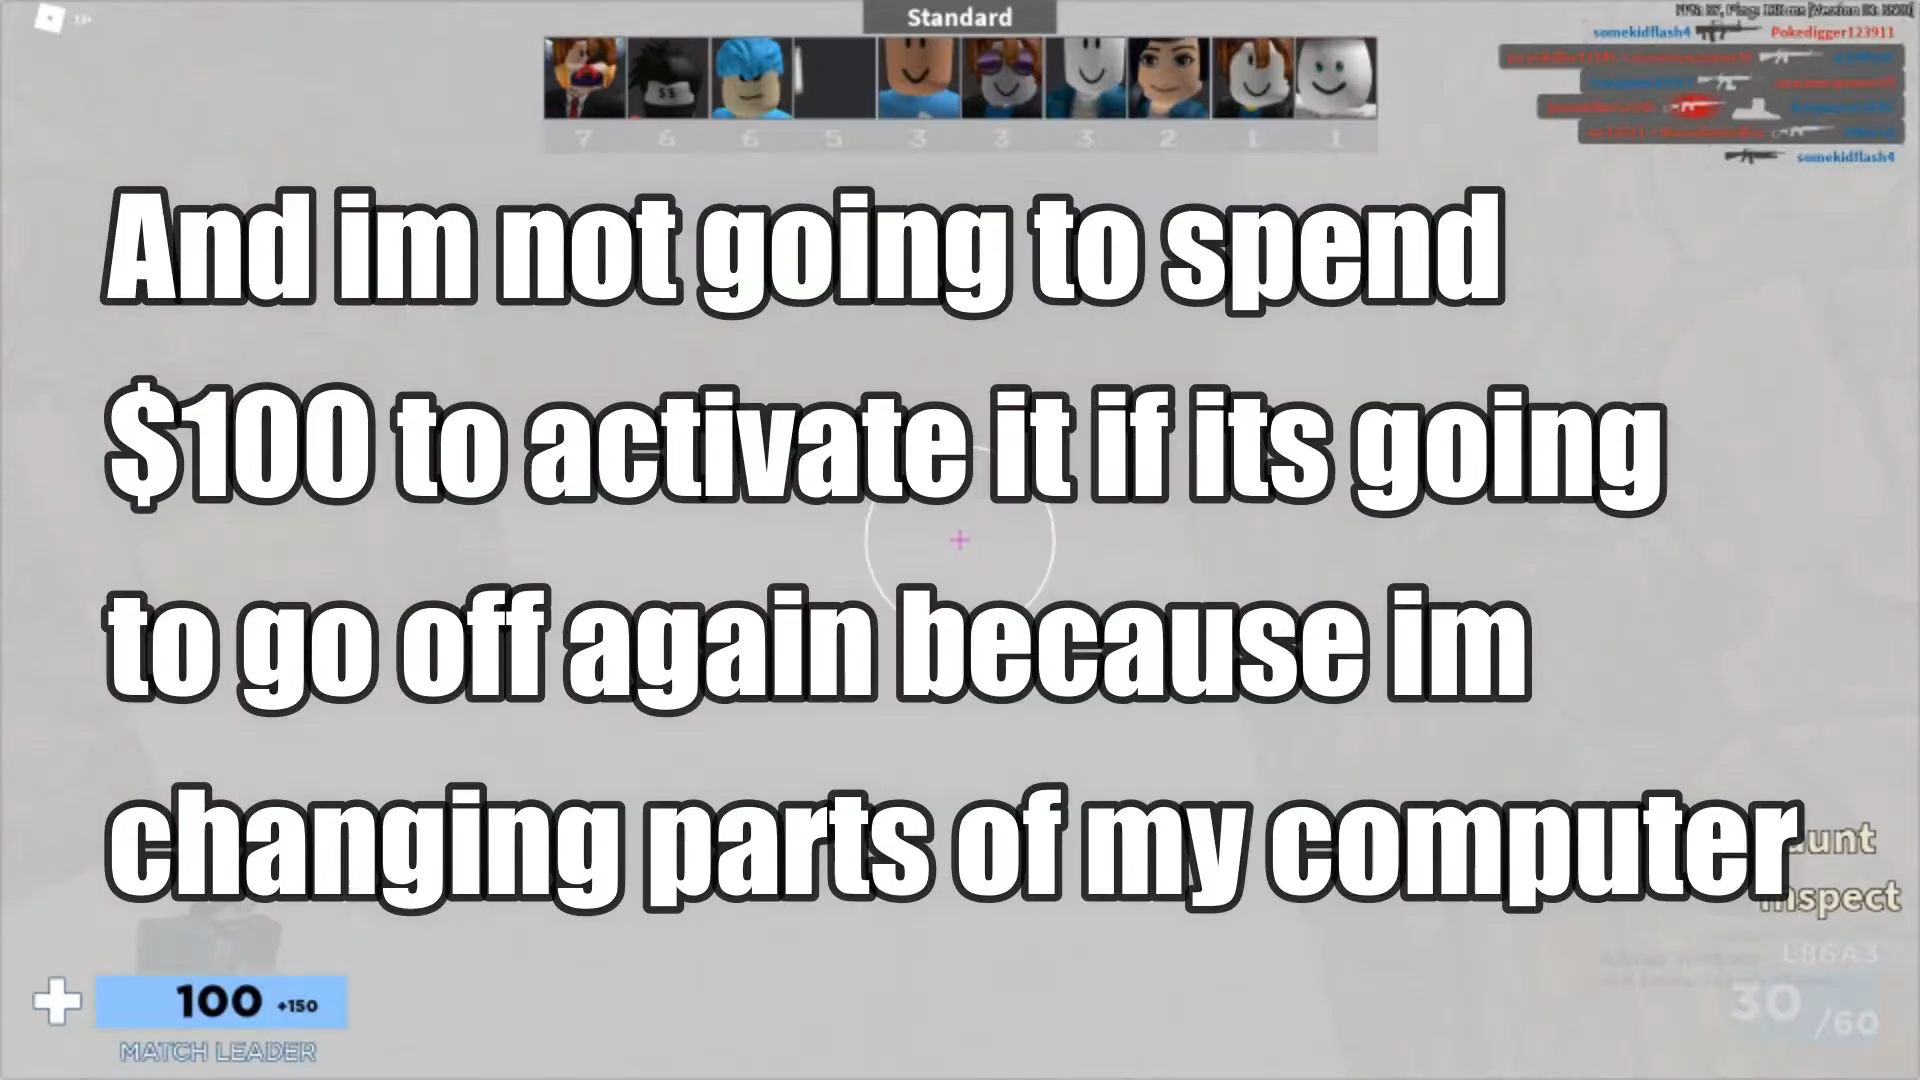 Standard
somekidflash4 Pokedigger123911
7 6 6 5 3 3 3 2 1 1
somekidflash4
And im not going to spend
$100 to activate it if its going
to go off again because im
changing parts of my computer
unt
Inspect
L86A3
100 +150
30 /60
MATCH LEADER